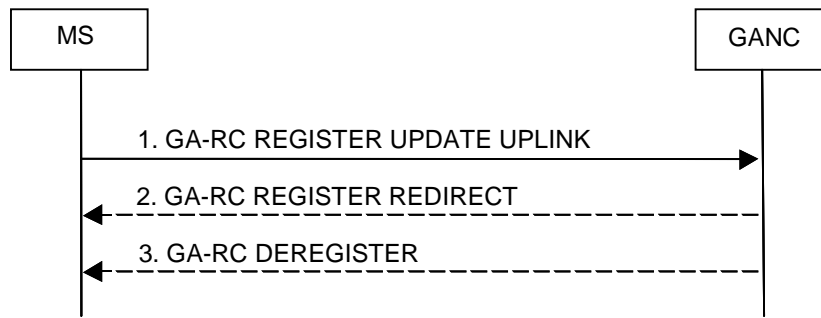 MS
GANC
1. GA-RC REGISTER UPDATE UPLINK
2. GA-RC REGISTER REDIRECT
3. GA-RC DEREGISTER